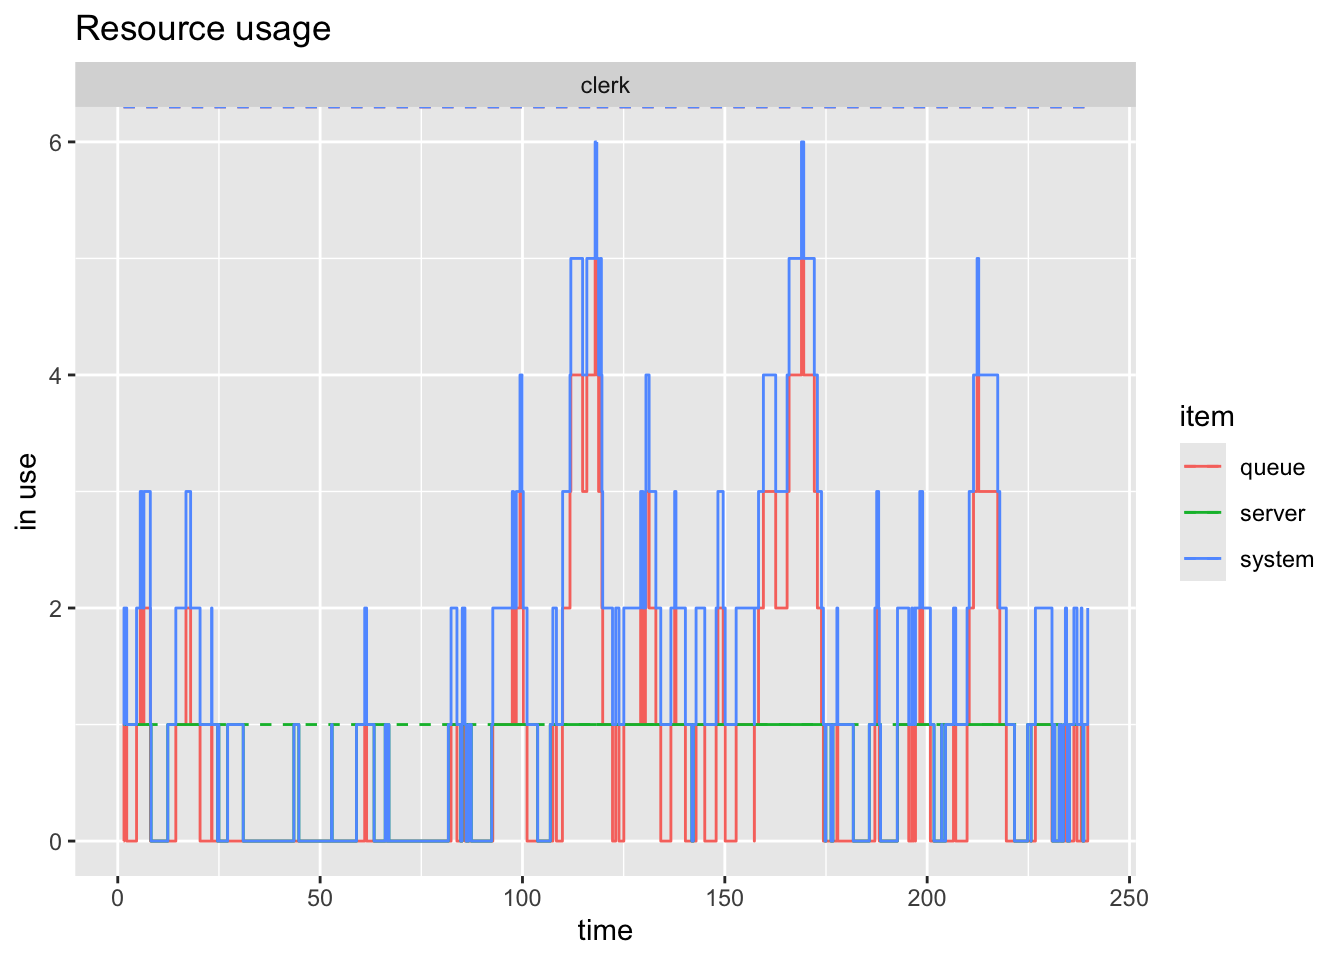 Resource usage
clerk
6
4
2
0
in use
0 50 100 150 200 250
time
item
queue
server
system